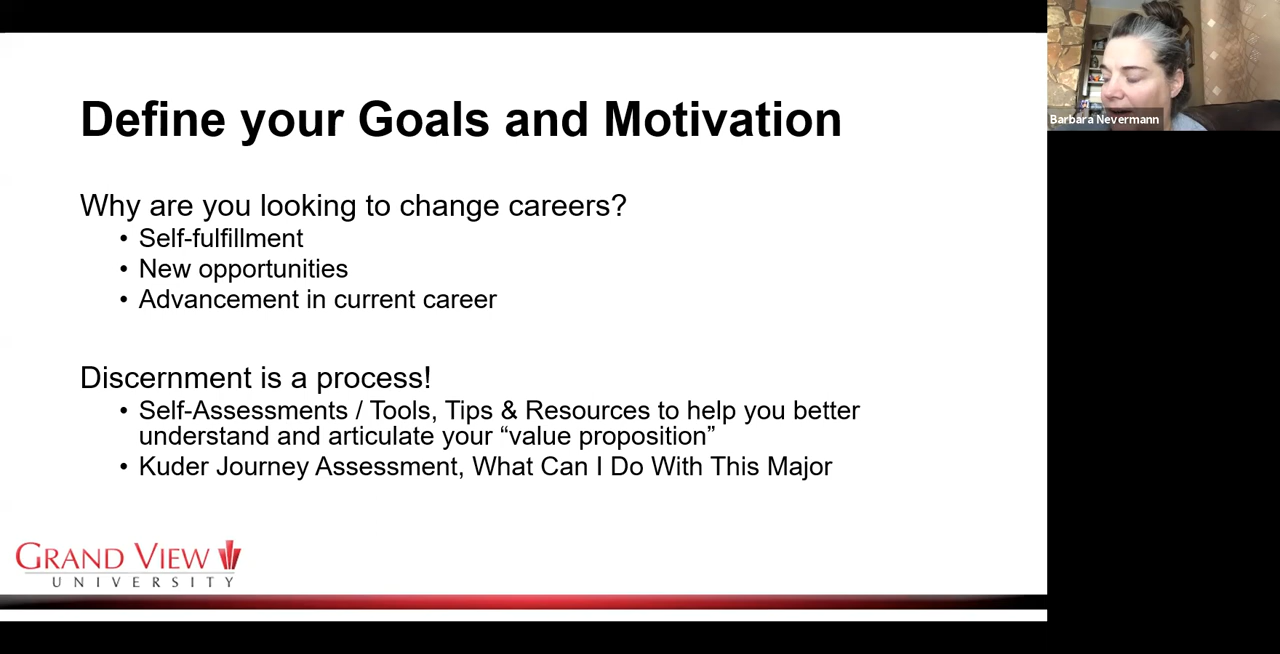 Define your Goals and Motivation
Why are you looking to change careers?
• Self-fulfillment
• New opportunities
• Advancement in current career
Discernment is a process!
• Self-Assessments / Tools, Tips & Resources to help you better
understand and articulate your “value proposition”
• Kuder Journey Assessment, What Can I Do With This Major
GRAND VIEW
UNIVERSITY
Barbara Nevermann